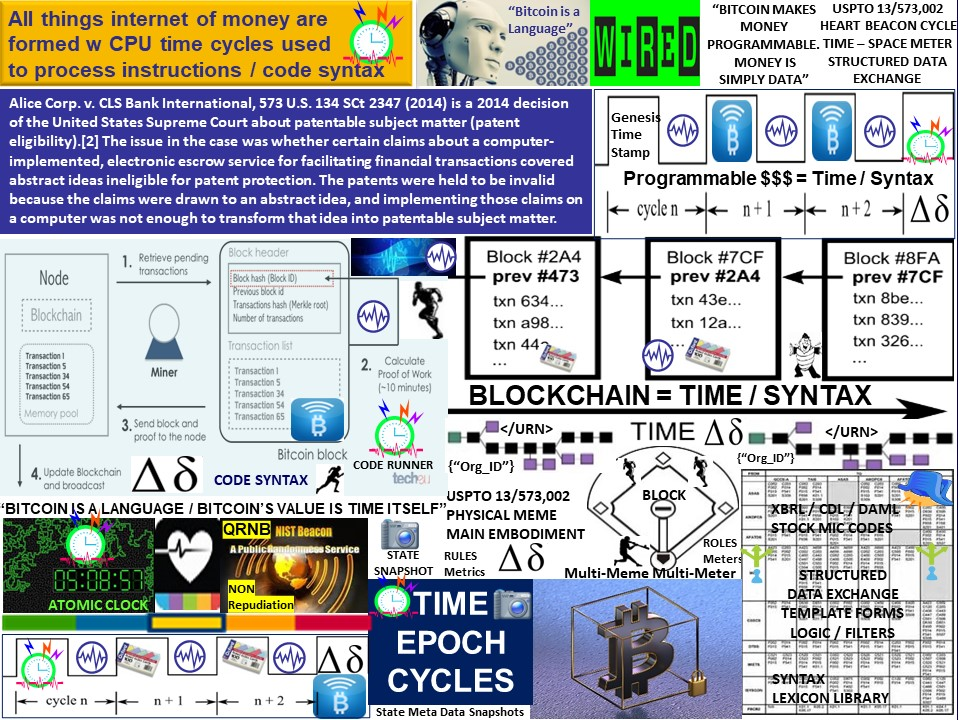 All things internet of money are
formed w CPU time cycles used
to process instructions / code syntax
“Bitcoin is a
Language”
WIRED
“BITCOIN MAKES
MONEY
PROGRAMMABLE.
MONEY IS
SIMPLY DATA”
USPTO 13/573,002
HEART BEACON CYCLE
TIME – SPACE METER
STRUCTURED DATA
EXCHANGE
Alice Corp. v. CLS Bank International, 573 U.S. 134 SCt 2347 (2014) is a 2014 decision
of the United States Supreme Court about patentable subject matter (patent
eligibility).[2] The issue in the case was whether certain claims about a computer-
implemented, electronic escrow service for facilitating financial transactions covered
abstract ideas ineligible for patent protection. The patents were held to be invalid
because the claims were drawn to an abstract idea, and implementing those claims on
a computer was not enough to transform that idea into patentable subject matter.
Genesis
Time
Stamp
Programmable $$$ = Time / Syntax
cycle n
n + 1
n + 2
Δδ
Node
Blockchain
Transaction 1
Transaction 5
Transaction 34
Transaction 54
Transaction 65
Memory pool
1. Retrieve pending
transactions
Miner
3. Send block and
proof to the node
4. Update Blockchain
and broadcast
Δδ
Block header
Block hash (Block ID)
Previous block id
Transactions hash (Merkle root)
Number of transactions
Transaction list
Transaction 1
Transaction 5
Transaction 34
Transaction 54
Transaction 65
Bitcoin block
2. Calculate
Proof of Work
(~10 minutes)
CODE RUNNER
tech.eu
CODE SYNTAX
Block #2A4
prev #473
txn 634...
txn a98...
txn 44
...
Block #7CF
prev #2A4
txn 43e...
txn 12a...
...
Block #8FA
prev #7CF
txn 8be...
txn 839...
txn 326...
...
BLOCKCHAIN = TIME / SYNTAX
</URN>
{“Org_ID”}
TIME Δδ
</URN>
{“Org_ID”}
“BITCOIN IS A LANGUAGE / BITCOIN’S VALUE IS TIME ITSELF”
USPTO 13/573,002
PHYSICAL MEME
MAIN EMBODIMENT
BLOCK
RULES
Metrics
Δδ
ROLES
Meters
Multi-Meme Multi-Meter
XBRL / CDL / DAML
STOCK MIC CODES
STRUCTURED
DATA EXCHANGE
TEMPLATE FORMS
LOGIC / FILTERS
SYNTAX
LEXICON LIBRARY
05:08:57
ATOMIC CLOCK
QRNB NIST Beacon
A Public Randomness Service
NON
Repudiation
STATE
SNAPSHOT
cycle n
n + 1
n + 2
Δδ
TIME
EPOCH
CYCLES
State Meta Data Snapshots